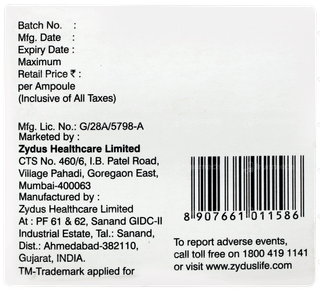 Batch No. :
Mfg. Date :
Expiry Date :
Maximum
Retail Price ₹ :
per Ampoule
(Inclusive of All Taxes)
Mfg. Lic. No.: G/28A/5798-A
Marketed by :
Zydus Healthcare Limited
CTS No. 460/6, I.B. Patel Road,
Village Pahadi, Goregaon East,
Mumbai-400063
Manufactured by :
Zydus Healthcare Limited
At : PF 61 & 62, Sanand GIDC-II
Industrial Estate, Tal.: Sanand,
Dist.: Ahmedabad-382110,
Gujarat, INDIA.
TM-Trademark applied for
8 907661 011586
To report adverse events,
call toll free on 1800 419 1141
or visit www.zyduslife.com